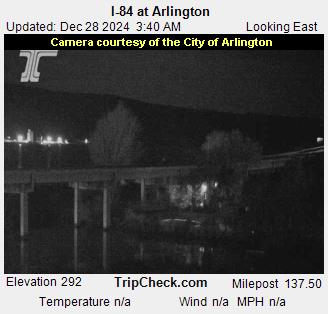 I-84 at Arlington
Updated: Dec 28 2024 3:40 AM Looking East
Camera courtesy of the City of Arlington
Elevation 292 TripCheck.com Milepost 137.50
Temperature n/a Wind n/a MPH n/a